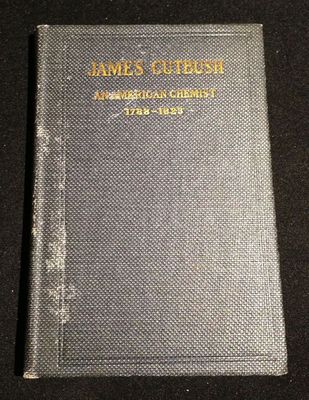 JAMES CUTBUSH
AN AMERICAN CHEMIST
1788-1823